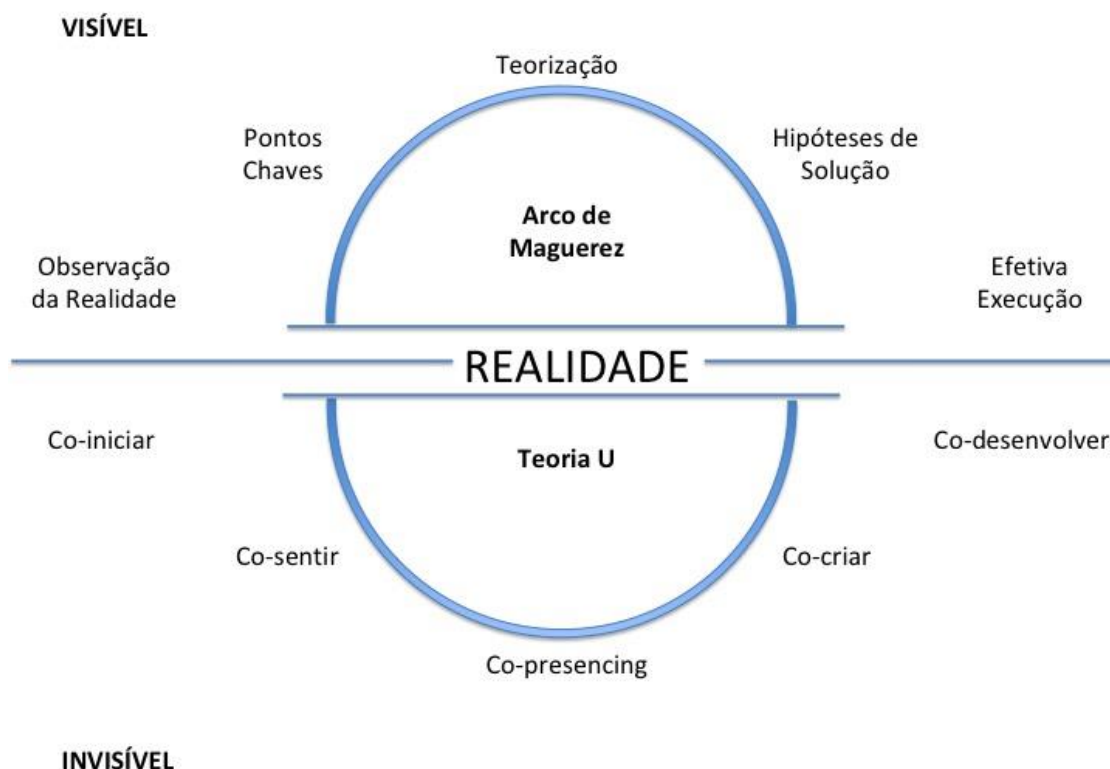 VISÍVEL
Teorização
Pontos
Chaves
Hipóteses de
Solução
Arco de
Maguerez
Observação
da Realidade
Efetiva
Execução
REALIDADE
Co-iniciar
Teoria U
Co-desenvolver
Co-sentir
Co-criar
Co-presencing
INVISÍVEL